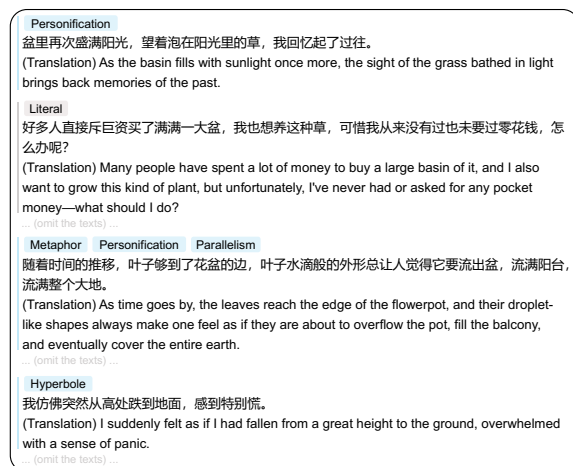 Personification
盆里再次盛满阳光，望着泡在阳光里的草，我回忆起了过往。
(Translation) As the basin fills with sunlight once more, the sight of the grass bathed in light
brings back memories of the past.
Literal
好多人直接斥巨资买了满满一大盆，我也想养这种草，可惜我从来没有过也未要过零花钱，怎
么办呢？
(Translation) Many people have spent a lot of money to buy a large basin of it, and I also
want to grow this kind of plant, but unfortunately, I've never had or asked for any pocket
money—what should I do?
... (omit the texts) ...
Metaphor Personification Parallelism
随着时间的推移，叶子够到了花盆的边，叶子水滴般的外形总让人觉得它要流出盆，流满阳台，
流满整个大地。
(Translation) As time goes by, the leaves reach the edge of the flowerpot, and their droplet-
like shapes always make one feel as if they are about to overflow the pot, fill the balcony,
and eventually cover the entire earth.
... (omit the texts) ...
Hyperbole
我仿佛突然从高处跌到地面，感到特别慌。
(Translation) I suddenly felt as if I had fallen from a great height to the ground, overwhelmed
with a sense of panic.
... (omit the texts) ...